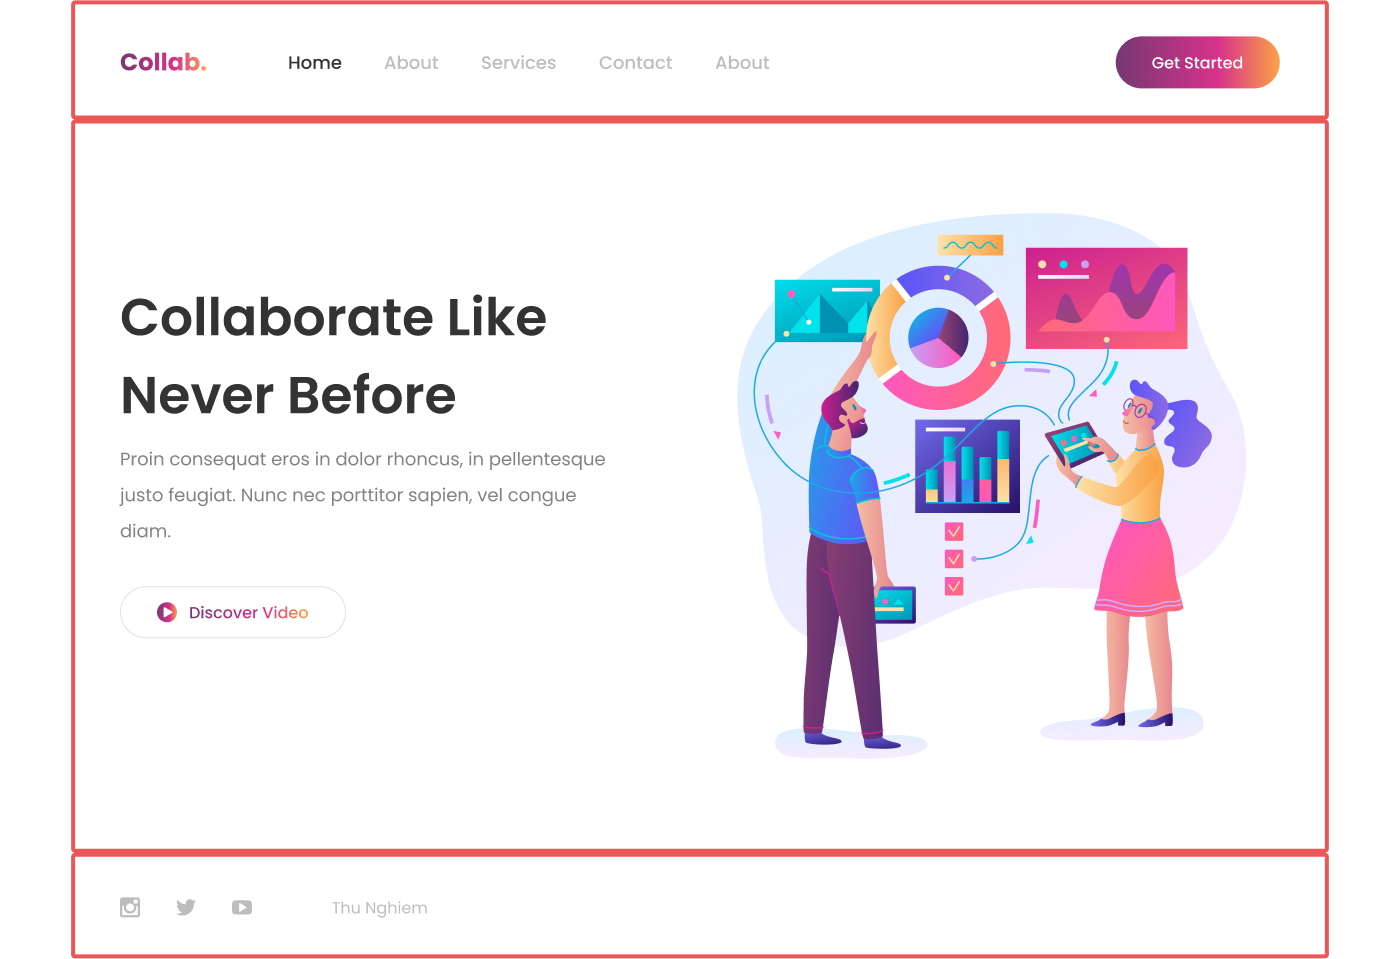 Collab.
Home About Services Contact About
Get Started
Collaborate Like
Never Before
Proin consequat eros in dolor rhoncus, in pellentesque
justo feugiat. Nunc nec porttitor sapien, vel congue
diam.
Discover Video
Thu Nghiem